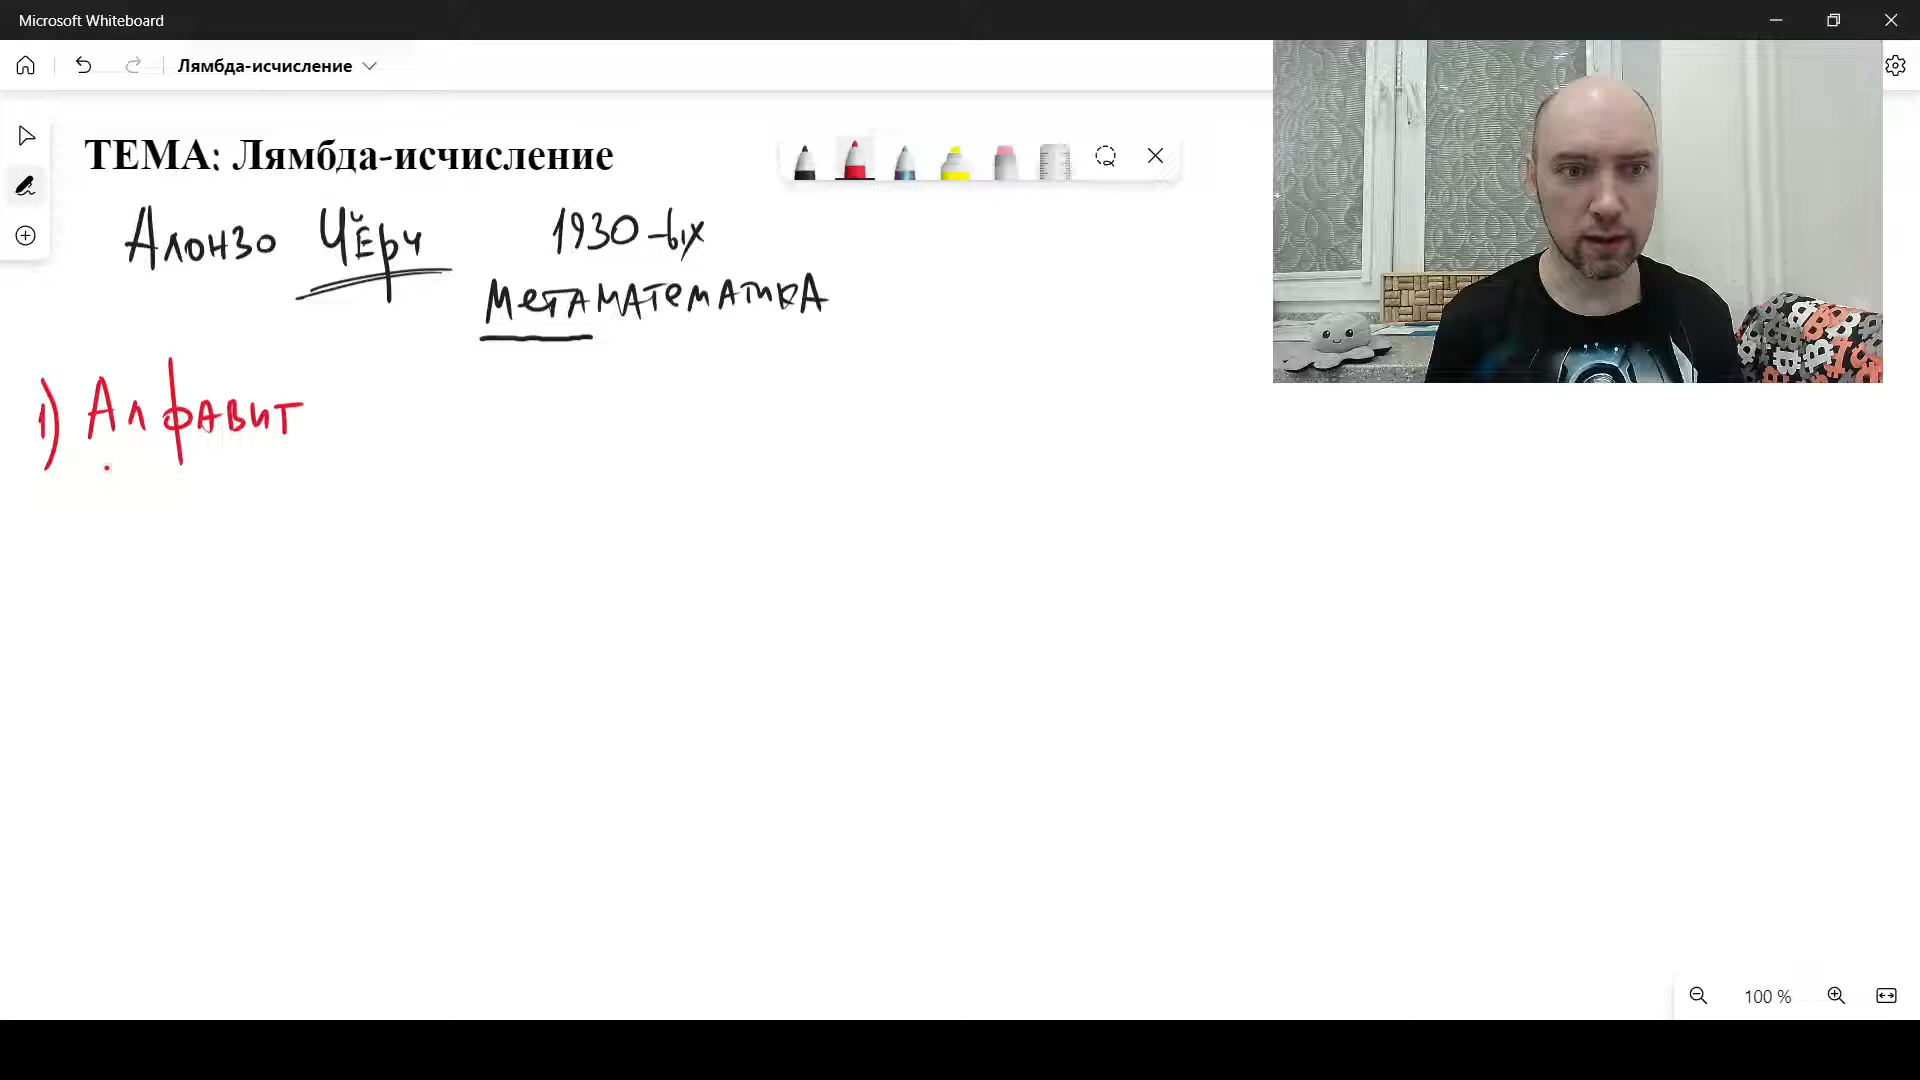 Microsoft Whiteboard
Лямбда-исчисление
ТЕМА: Лямбда-исчисление
Алонзо Чёрч 1930-ых
метаматематика
1) Алфавит
100 %